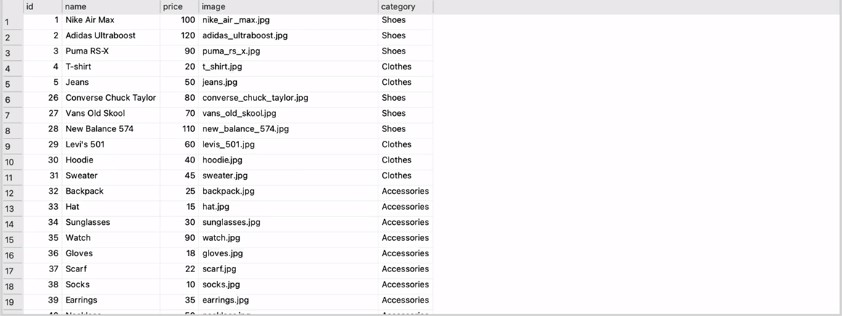 id name price image category
1 1 Nike Air Max 100 nike_air_max.jpg Shoes
2 2 Adidas Ultraboost 120 adidas_ultraboost.jpg Shoes
3 3 Puma RS-X 90 puma_rs_x.jpg Shoes
4 4 T-shirt 20 t_shirt.jpg Clothes
5 5 Jeans 50 jeans.jpg Clothes
6 26 Converse Chuck Taylor 80 converse_chuck_taylor.jpg Shoes
7 27 Vans Old Skool 70 vans_old_skool.jpg Shoes
8 28 New Balance 574 110 new_balance_574.jpg Shoes
9 29 Levi's 501 60 levis_501.jpg Clothes
10 30 Hoodie 40 hoodie.jpg Clothes
11 31 Sweater 45 sweater.jpg Clothes
12 32 Backpack 25 backpack.jpg Accessories
13 33 Hat 15 hat.jpg Accessories
14 34 Sunglasses 30 sunglasses.jpg Accessories
15 35 Watch 90 watch.jpg Accessories
16 36 Gloves 18 gloves.jpg Accessories
17 37 Scarf 22 scarf.jpg Accessories
18 38 Socks 10 socks.jpg Accessories
19 39 Earrings 35 earrings.jpg Accessories